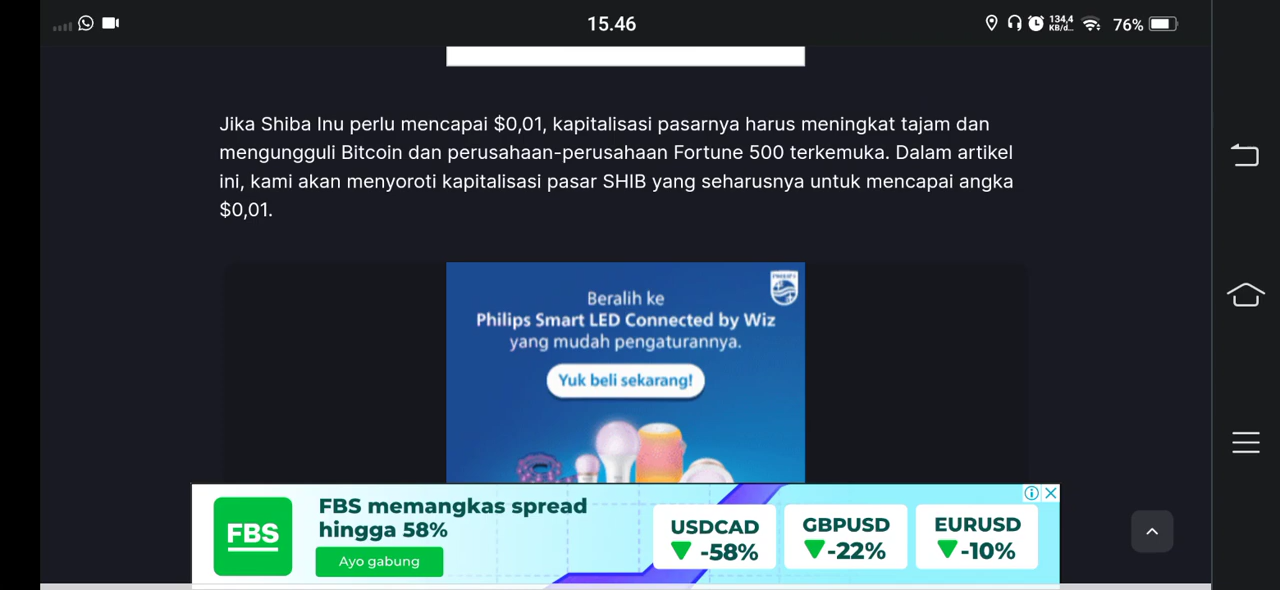 15.46
134,4
KB/d...
76%
Jika Shiba Inu perlu mencapai $0,01, kapitalisasi pasarnya harus meningkat tajam dan
mengungguli Bitcoin dan perusahaan-perusahaan Fortune 500 terkemuka. Dalam artikel
ini, kami akan menyoroti kapitalisasi pasar SHIB yang seharusnya untuk mencapai angka
$0,01.
PHILIPS
Beralih ke
Philips Smart LED Connected by Wiz
yang mudah pengaturannya.
Yuk beli sekarang!
FBS
FBS memangkas spread
hingga 58%
Ayo gabung
USDCAD
-58%
GBPUSD
-22%
EURUSD
-10%